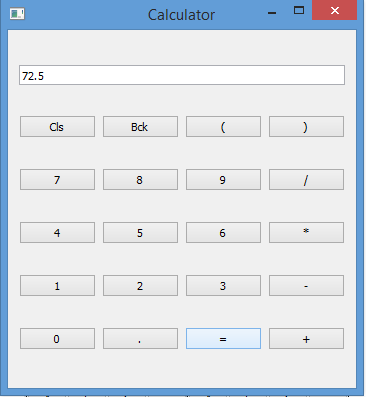 Calculator
72.5
Cls Bck ( )
7 8 9 /
4 5 6 *
1 2 3 -
0 . = +